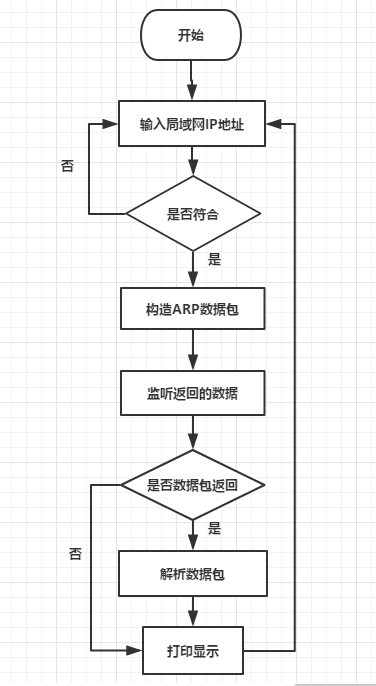 开始
输入局域网IP地址
否
是否符合
是
构造ARP数据包
监听返回的数据
是否数据包返回
是
否
解析数据包
打印显示